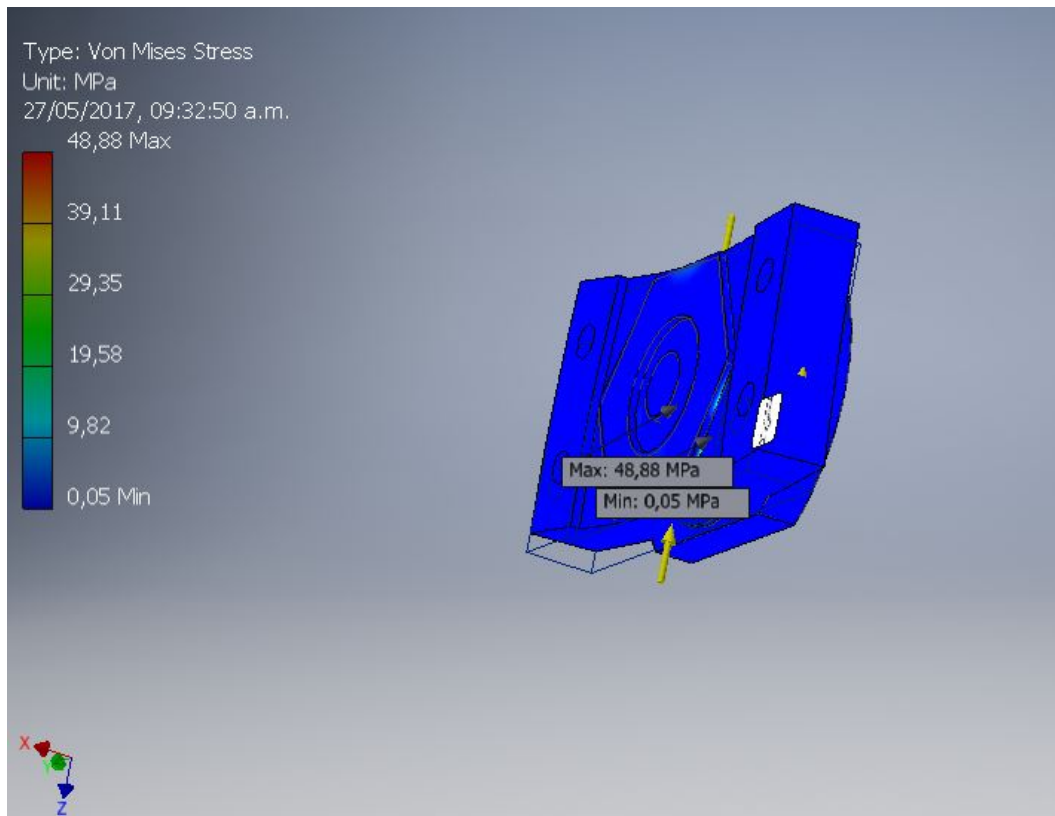 Type: Von Mises Stress
Unit: MPa
27/05/2017, 09:32:50 a.m.
48,88 Max
39,11
29,35
19,58
9,82
0,05 Min
Max: 48,88 MPa
Min: 0,05 MPa
X
Y
Z